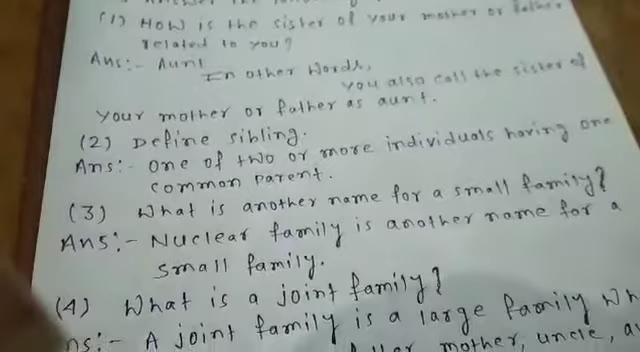 (1) How is the sister of your mother or father
related to you?
Ans:- Aunt
In other words,
you also call the sister of
your mother or father as aunt.
(2) Define sibling.
Ans:- One of two or more individuals having one
common parent.
(3) What is another name for a small family?
Ans:- Nuclear family is another name for a
small family.
(4) What is a joint family?
ns:- A joint family is a large family wh
mother, uncle, au